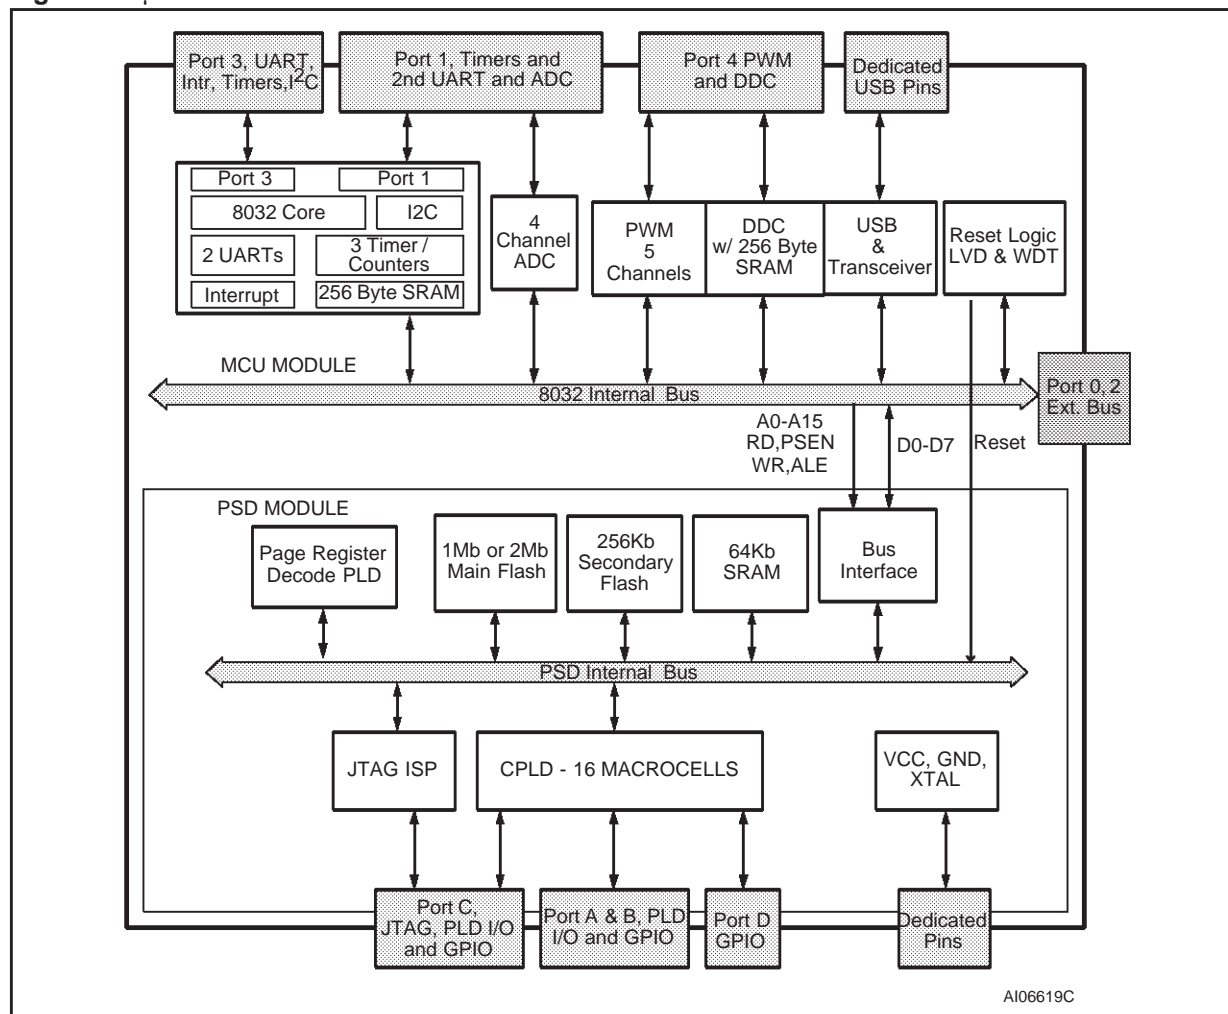 Port 3, UART,
Intr, Timers,I2C
Port 1, Timers and
2nd UART and ADC
Port 4 PWM
and DDC
Dedicated
USB Pins
Port 3
Port 1
8032 Core
I2C
2 UARTs
3 Timer /
Counters
Interrupt
256 Byte SRAM
4
Channel
ADC
PWM
5
Channels
DDC
w/ 256 Byte
SRAM
USB
&
Transceiver
Reset Logic
LVD & WDT
MCU MODULE
8032 Internal Bus
Port 0, 2
Ext. Bus
A0-A15
RD,PSEN
WR,ALE
D0-D7
Reset
PSD MODULE
Page Register
Decode PLD
1Mb or 2Mb
Main Flash
256Kb
Secondary
Flash
64Kb
SRAM
Bus
Interface
PSD Internal Bus
JTAG ISP
CPLD - 16 MACROCELLS
VCC, GND,
XTAL
Port C,
JTAG, PLD I/O
and GPIO
Port A & B, PLD
I/O and GPIO
Port D
GPIO
Dedicated
Pins
AI06619C